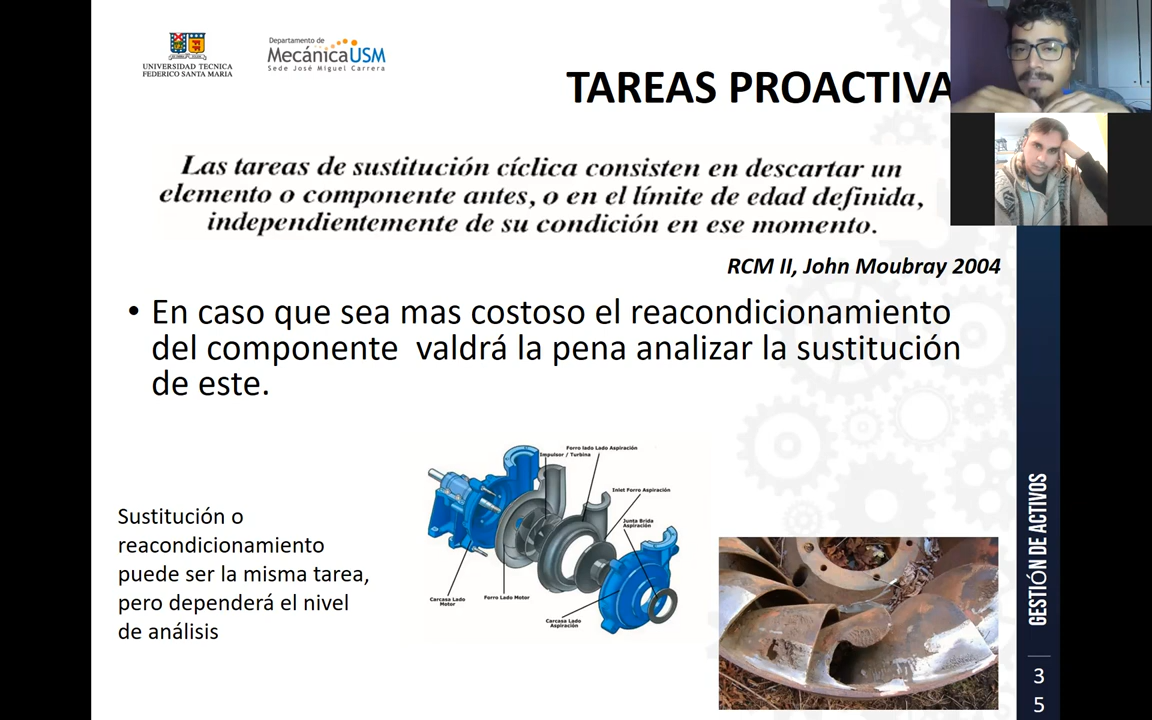 UNIVERSIDAD TECNICA
FEDERICO SANTA MARIA
Departamento de
MecánicaUSM
Sede José Miguel Carrera
TAREAS PROACTIVA
Las tareas de sustitución cíclica consisten en descartar un
elemento o componente antes, o en el límite de edad definida,
independientemente de su condición en ese momento.
RCM II, John Moubray 2004
• En caso que sea mas costoso el reacondicionamiento
del componente valdrá la pena analizar la sustitución
de este.
Sustitución o
reacondicionamiento
puede ser la misma tarea,
pero dependerá el nivel
de análisis
Forro lado Lado Aspiración
Impulsor / Turbina
Inlet Forro Aspiración
Junta Brida
Aspiración
Carcasa Lado
Motor
Forro Lado Motor
Carcasa Lado
Aspiración
GESTIÓN DE ACTIVOS
3
5